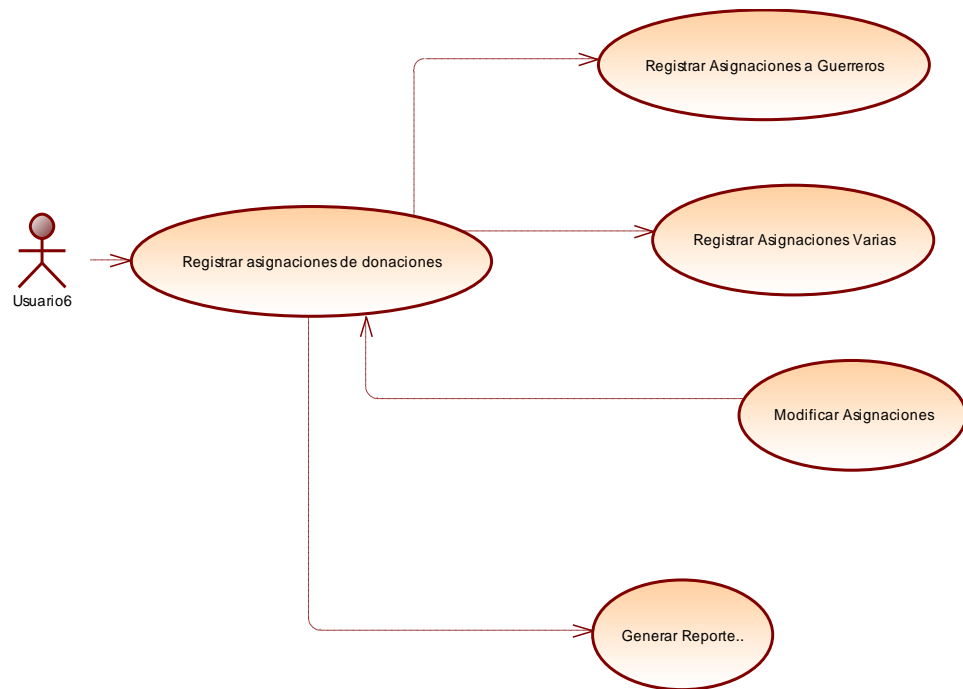 Registrar Asignaciones a Guerreros
Registrar Asignaciones Varias
Registrar asignaciones de donaciones
Usuario6
Modificar Asignaciones
Generar Reporte..